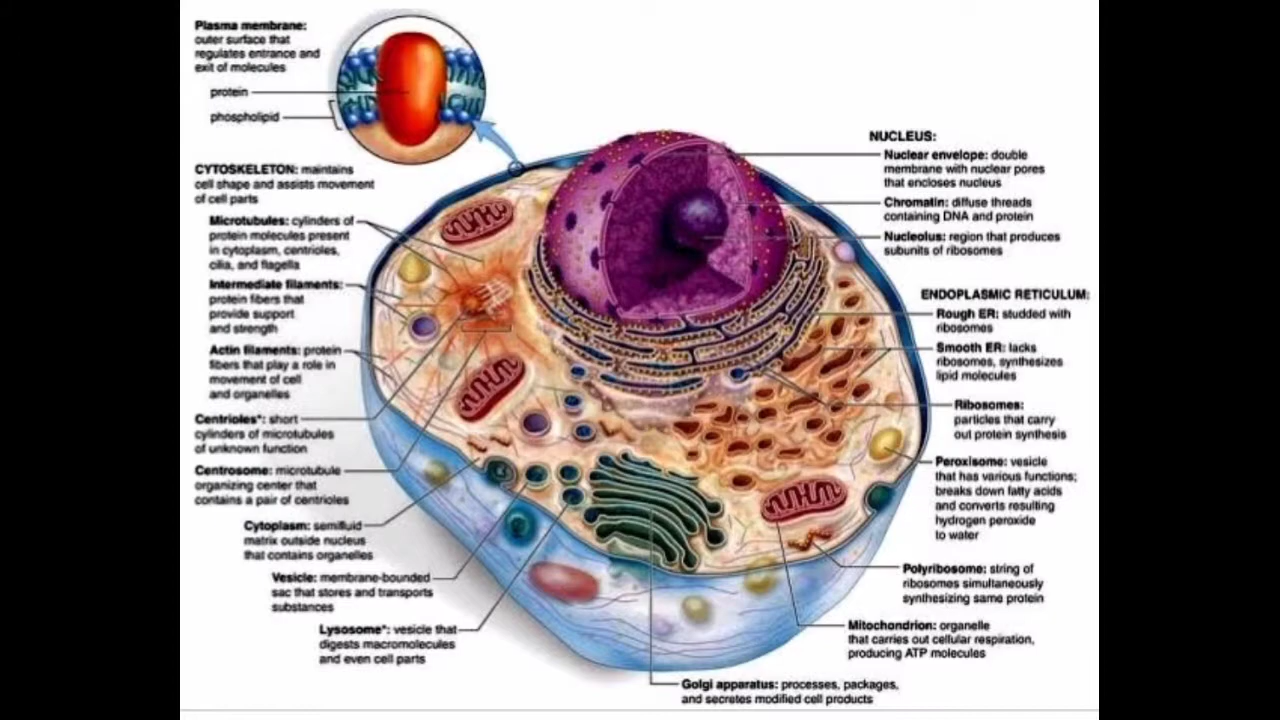 Plasma membrane:
outer surface that
regulates entrance and
exit of molecules
protein
phospholipid
CYTOSKELETON: maintains
cell shape and assists movement
of cell parts
Microtubules: cylinders of
protein molecules present
in cytoplasm, centrioles,
cilia, and flagella
Intermediate filaments:
protein fibers that
provide support
and strength
Actin filaments: protein
fibers that play a role in
movement of cell
and organelles
Centrioles*: short
cylinders of microtubules
of unknown function
Centrosome: microtubule
organizing center that
contains a pair of centrioles
Cytoplasm: semifluid
matrix outside nucleus
that contains organelles
Vesicle: membrane-bounded
sac that stores and transports
substances
Lysosome*: vesicle that
digests macromolecules
and even cell parts
NUCLEUS:
Nuclear envelope: double
membrane with nuclear pores
that encloses nucleus
Chromatin: diffuse threads
containing DNA and protein
Nucleolus: region that produces
subunits of ribosomes
ENDOPLASMIC RETICULUM:
Rough ER: studded with
ribosomes
Smooth ER: lacks
ribosomes, synthesizes
lipid molecules
Ribosomes:
particles that carry
out protein synthesis
Peroxisome: vesicle
that has various functions;
breaks down fatty acids
and converts resulting
hydrogen peroxide
to water
Polyribosome: string of
ribosomes simultaneously
synthesizing same protein
Mitochondrion: organelle
that carries out cellular respiration,
producing ATP molecules
Golgi apparatus: processes, packages,
and secretes modified cell products